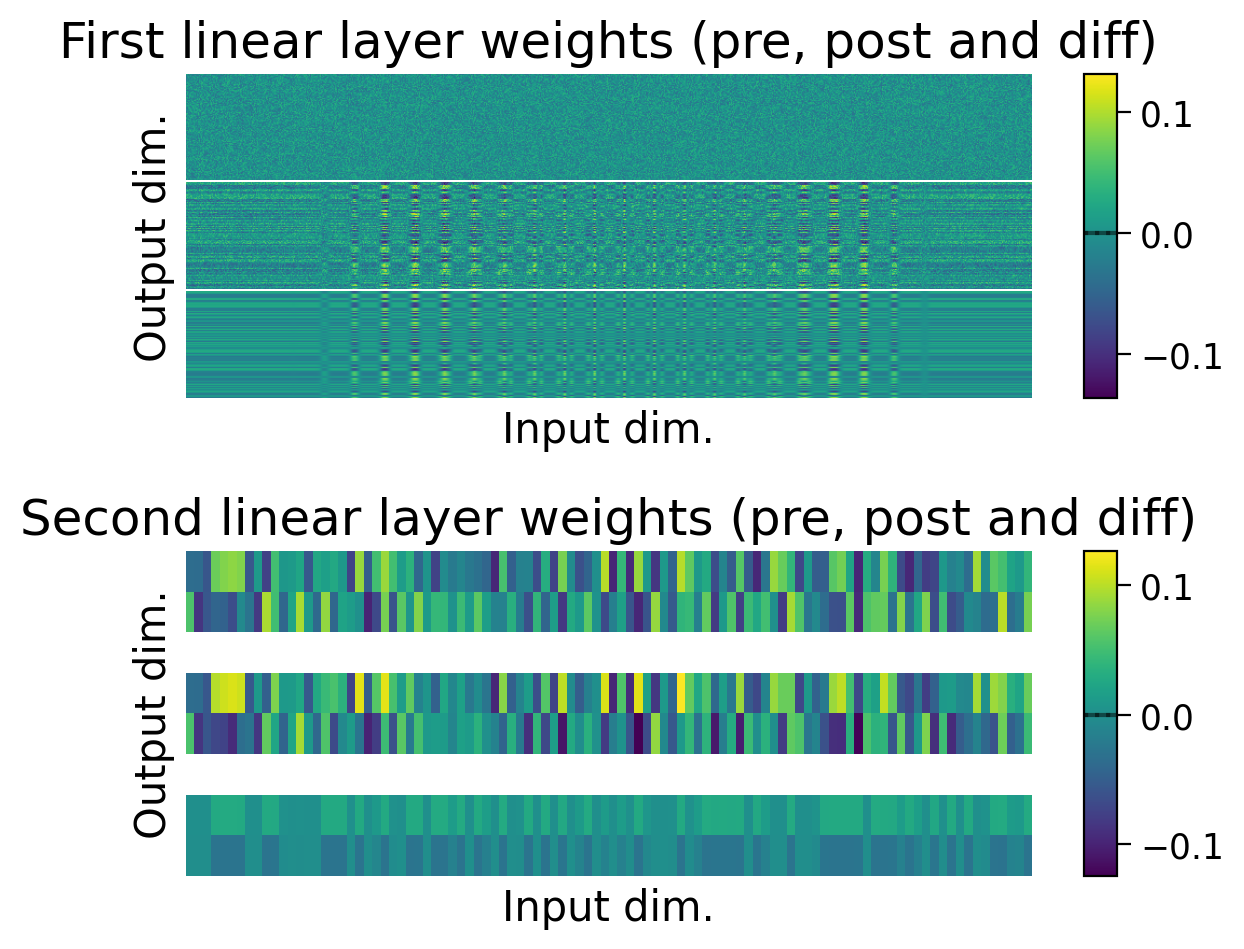 First linear layer weights (pre, post and diff)
Output dim.
0.1
0.0
−0.1
Input dim.
Second linear layer weights (pre, post and diff)
Output dim.
0.1
0.0
−0.1
Input dim.